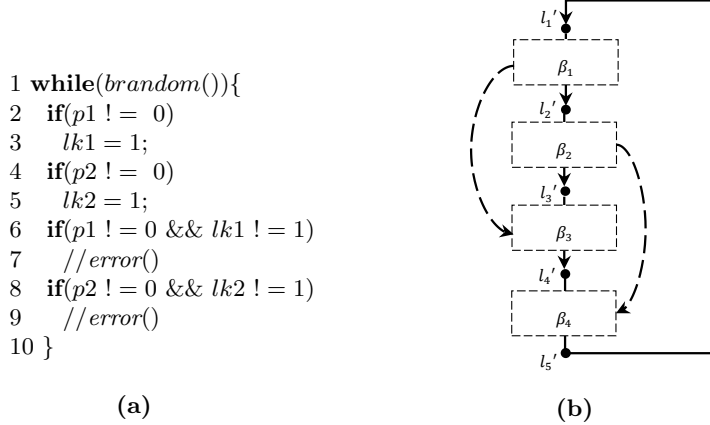 1 while(brandom()){
2 if(p1 != 0)
3 lk1 = 1;
4 if(p2 != 0)
5 lk2 = 1;
6 if(p1 != 0 && lk1 != 1)
7 //error()
8 if(p2 != 0 && lk2 != 1)
9 //error()
10 }
(a)
l₁′
β₁
l₂′
β₂
l₃′
β₃
l₄′
β₄
l₅′
(b)